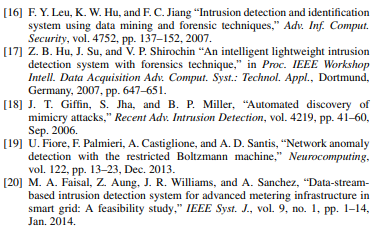 [16] F. Y. Leu, K. W. Hu, and F. C. Jiang “Intrusion detection and identification
system using data mining and forensic techniques,” Adv. Inf. Comput.
Security, vol. 4752, pp. 137–152, 2007.
[17] Z. B. Hu, J. Su, and V. P. Shirochin “An intelligent lightweight intrusion
detection system with forensics technique,” in Proc. IEEE Workshop
Intell. Data Acquisition Adv. Comput. Syst.: Technol. Appl., Dortmund,
Germany, 2007, pp. 647–651.
[18] J. T. Giffin, S. Jha, and B. P. Miller, “Automated discovery of
mimicry attacks,” Recent Adv. Intrusion Detection, vol. 4219, pp. 41–60,
Sep. 2006.
[19] U. Fiore, F. Palmieri, A. Castiglione, and A. D. Santis, “Network anomaly
detection with the restricted Boltzmann machine,” Neurocomputing,
vol. 122, pp. 13–23, Dec. 2013.
[20] M. A. Faisal, Z. Aung, J. R. Williams, and A. Sanchez, “Data-stream-
based intrusion detection system for advanced metering infrastructure in
smart grid: A feasibility study,” IEEE Syst. J., vol. 9, no. 1, pp. 1–14,
Jan. 2014.